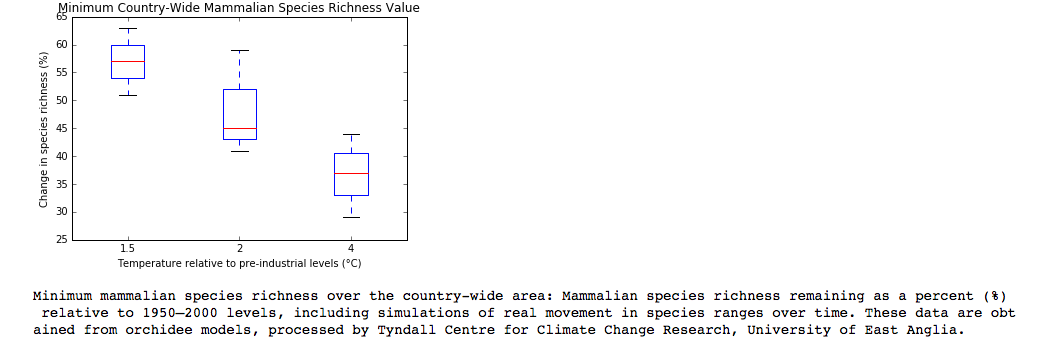 Minimum Country-Wide Mammalian Species Richness Value
65
60
55
50
45
40
35
30
25
Change in species richness (%)
1.5 2 4
Temperature relative to pre-industrial levels (°C)
Minimum mammalian species richness over the country-wide area: Mammalian species richness remaining as a percent (%)
relative to 1950–2000 levels, including simulations of real movement in species ranges over time. These data are obt
ained from orchidee models, processed by Tyndall Centre for Climate Change Research, University of East Anglia.